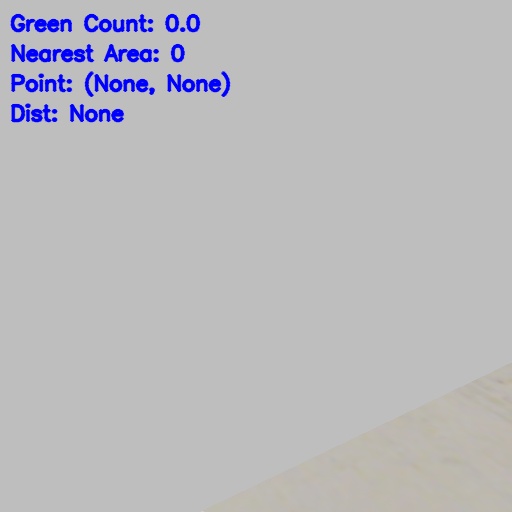 Green Count: 0.0
Nearest Area: 0
Point: (None, None)
Dist: None